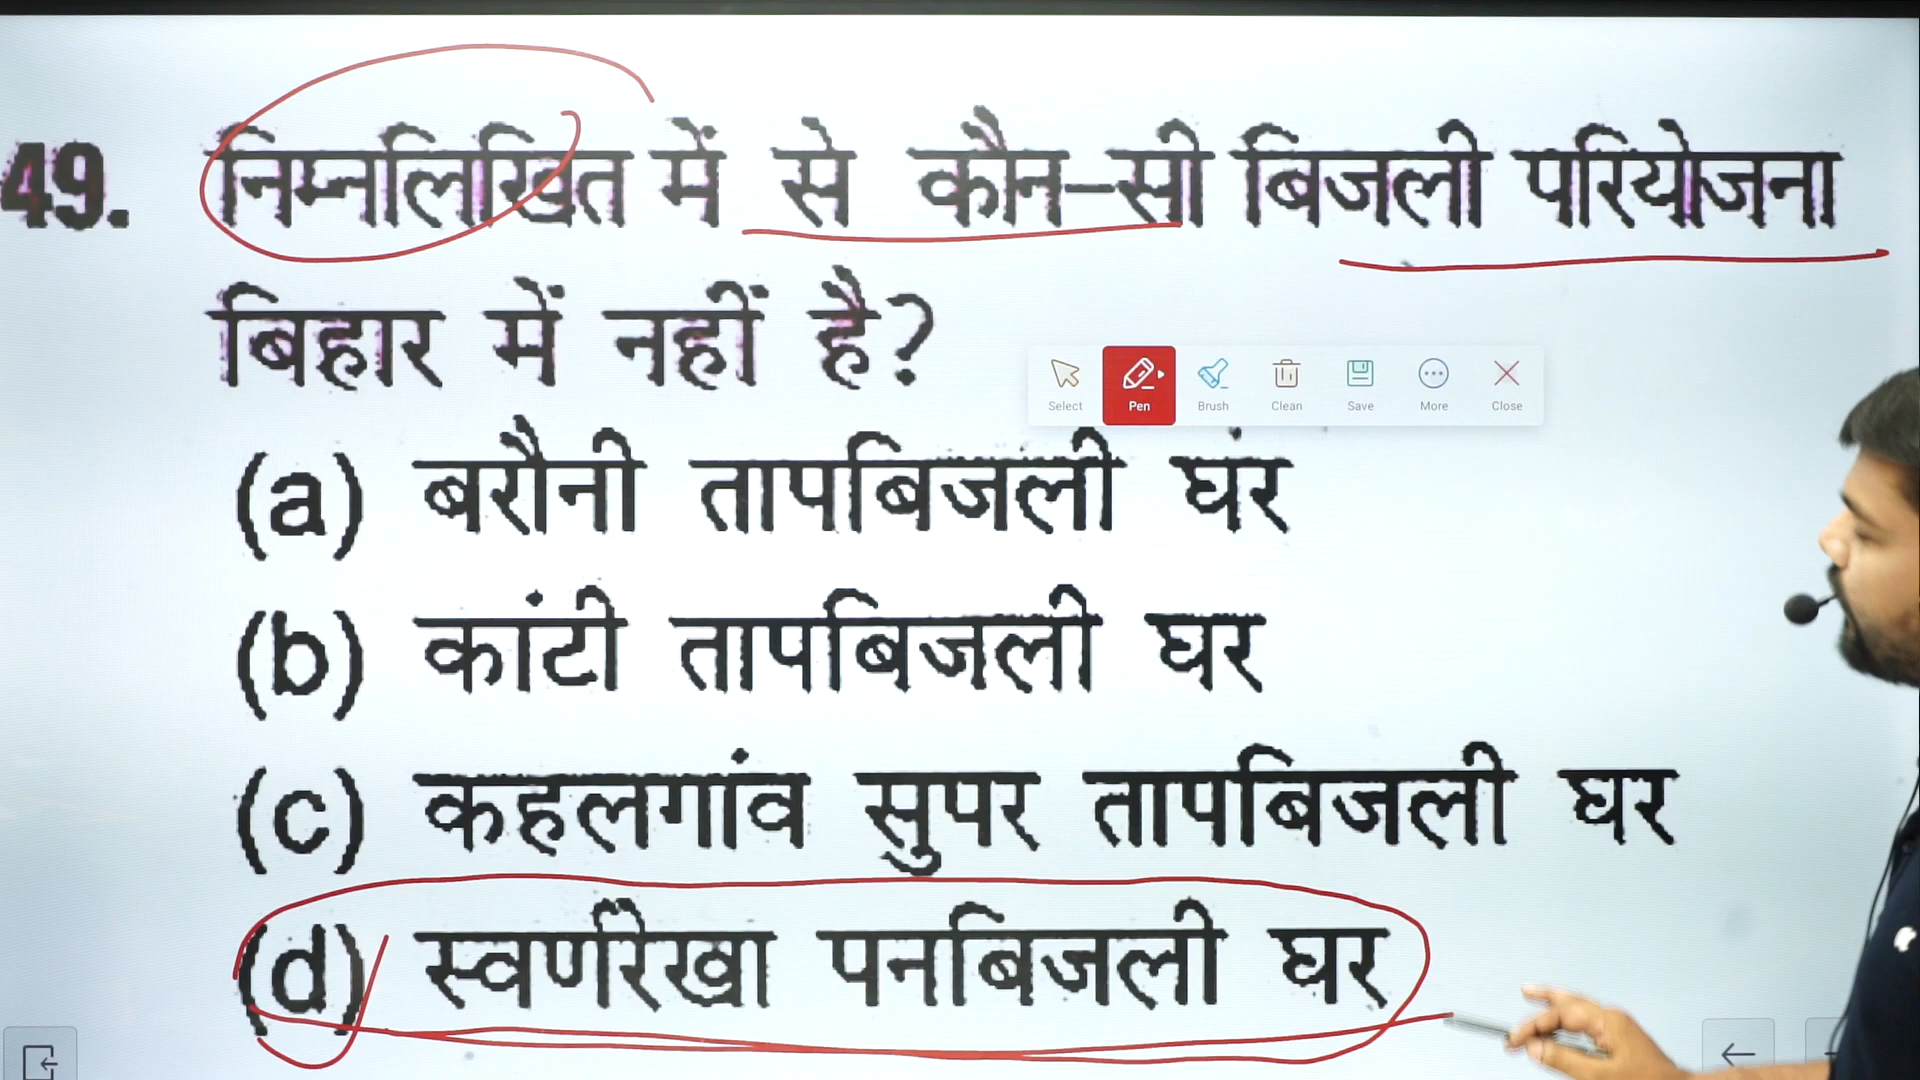 49. निम्नलिखित में से कौन–सी बिजली परियोजना
बिहार में नहीं है?
Select Pen Brush Clean Save More Close
(a) बरौनी तापबिजली घर
(b) कांटी तापबिजली घर
(c) कहलगांव सुपर तापबिजली घर
(d) स्वर्णरेखा पनबिजली घर